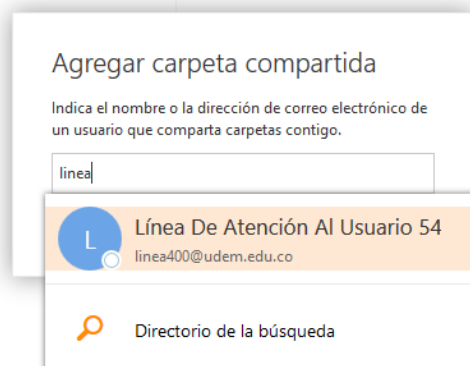 Agregar carpeta compartida
Indica el nombre o la dirección de correo electrónico de
un usuario que comparta carpetas contigo.
linea
L
Línea De Atención Al Usuario 54
linea400@udem.edu.co
Directorio de la búsqueda